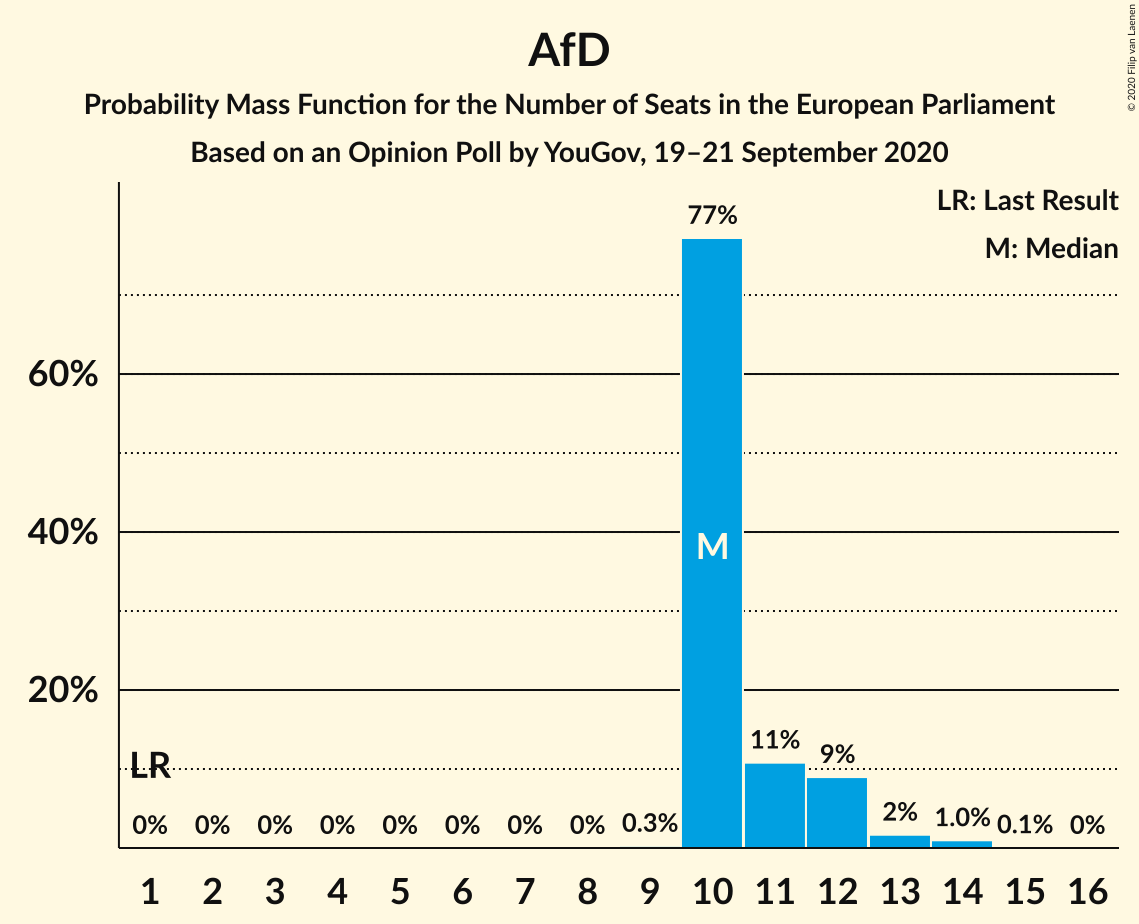 AfD
Probability Mass Function for the Number of Seats in the European Parliament
Based on an Opinion Poll by YouGov, 19–21 September 2020
© 2020 Filip van Laenen
LR: Last Result
M: Median
77%
60%
40%
M
20%
LR
11%
9%
0%
0%
0%
0%
0%
0%
0%
0%
0.3%
2%
1.0%
0.1%
0%
1 2 3 4 5 6 7 8 9 10 11 12 13 14 15 16